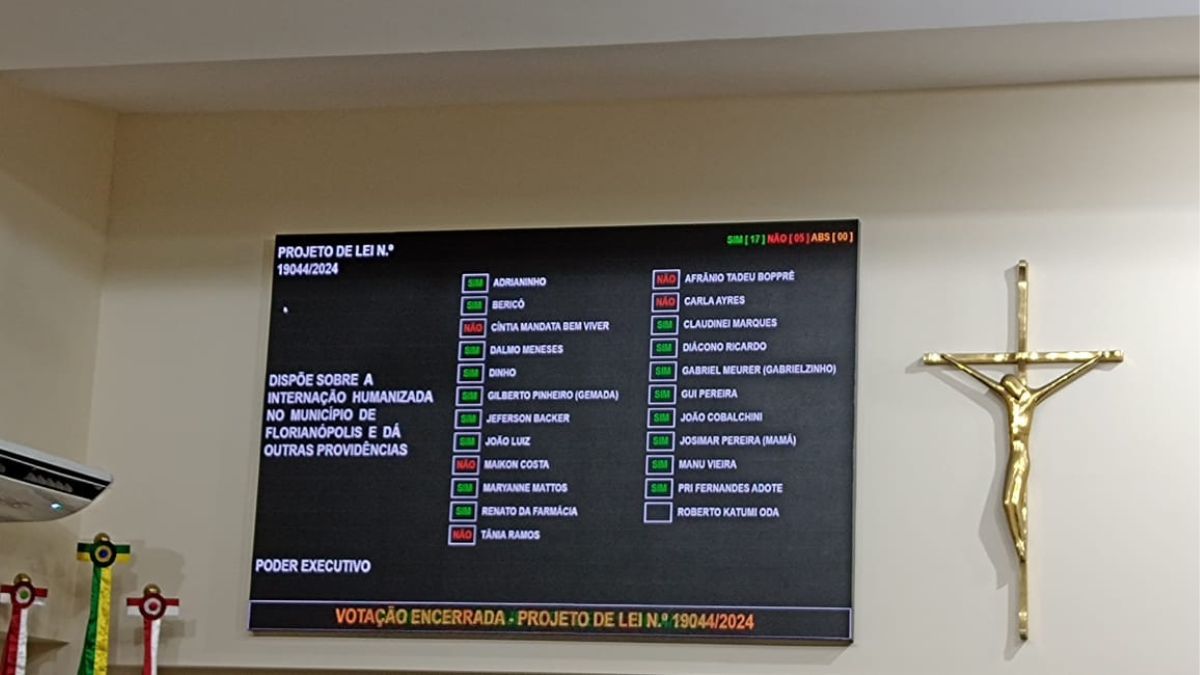 PROJETO DE LEI N.º
19044/2024
SIM [ 17 ] NÃO [ 05 ] ABS [ 00 ]
DISPÕE SOBRE A
INTERNAÇÃO HUMANIZADA
NO MUNICÍPIO DE
FLORIANÓPOLIS E DÁ
OUTRAS PROVIDÊNCIAS
PODER EXECUTIVO
SIM ADRIANINHO
SIM BERICÓ
NÃO CÍNTIA MANDATA BEM VIVER
SIM DALMO MENESES
SIM DINHO
SIM GILBERTO PINHEIRO (GEMADA)
SIM JEFERSON BACKER
SIM JOÃO LUIZ
NÃO MAIKON COSTA
SIM MARYANNE MATTOS
SIM RENATO DA FARMÁCIA
NÃO TÂNIA RAMOS
NÃO AFRÂNIO TADEU BOPPRÊ
NÃO CARLA AYRES
SIM CLAUDINEI MARQUES
SIM DIÁCONO RICARDO
SIM GABRIEL MEURER (GABRIELZINHO)
SIM GUI PEREIRA
SIM JOÃO COBALCHINI
SIM JOSIMAR PEREIRA (MAMÁ)
SIM MANU VIEIRA
SIM PRI FERNANDES ADOTE
ROBERTO KATUMI ODA
VOTAÇÃO ENCERRADA - PROJETO DE LEI N.º 19044/2024